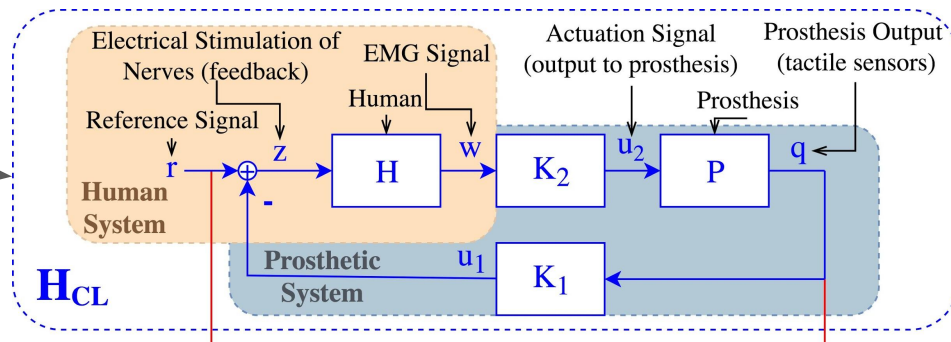 Electrical Stimulation of
Nerves (feedback)
EMG Signal
Actuation Signal
(output to prosthesis)
Prosthesis Output
(tactile sensors)
Reference Signal
Human
Prosthesis
r
z
w
u2
q
+
-
H
K2
P
Human
System
u1
K1
Prosthetic
System
HCL